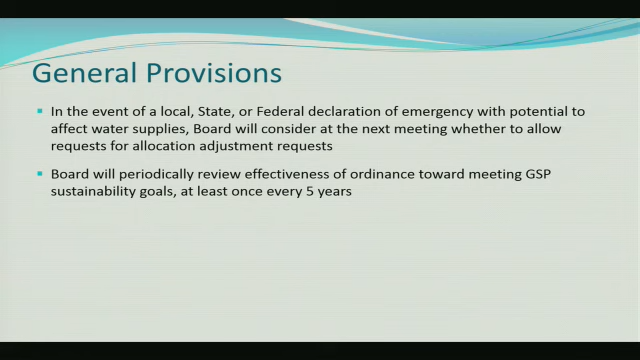 General Provisions
In the event of a local, State, or Federal declaration of emergency with potential to
affect water supplies, Board will consider at the next meeting whether to allow
requests for allocation adjustment requests
Board will periodically review effectiveness of ordinance toward meeting GSP
sustainability goals, at least once every 5 years